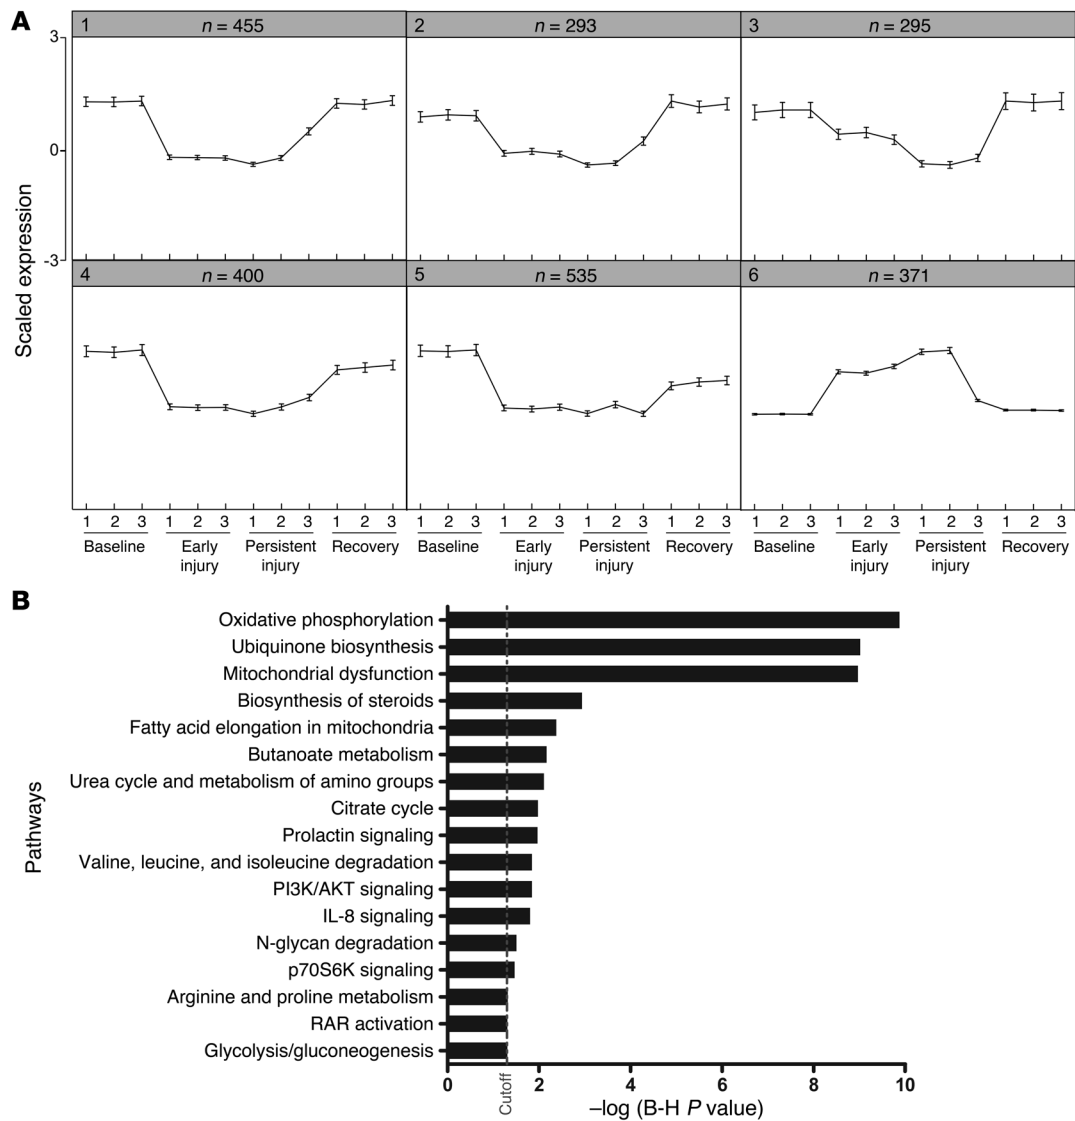 A
1 n = 455 2 n = 293 3 n = 295
3
0
-3
Scaled expression
4 n = 400 5 n = 535 6 n = 371
1 2 3 1 2 3 1 2 3 1 2 3 1 2 3 1 2 3 1 2 3 1 2 3 1 2 3 1 2 3 1 2 3 1 2 3
Baseline Early injury Persistent injury Recovery Baseline Early injury Persistent injury Recovery Baseline Early injury Persistent injury Recovery
B
Pathways
Oxidative phosphorylation
Ubiquinone biosynthesis
Mitochondrial dysfunction
Biosynthesis of steroids
Fatty acid elongation in mitochondria
Butanoate metabolism
Urea cycle and metabolism of amino groups
Citrate cycle
Prolactin signaling
Valine, leucine, and isoleucine degradation
PI3K/AKT signaling
IL-8 signaling
N-glycan degradation
p70S6K signaling
Arginine and proline metabolism
RAR activation
Glycolysis/gluconeogenesis
0 2 4 6 8 10
Cutoff
–log (B-H P value)